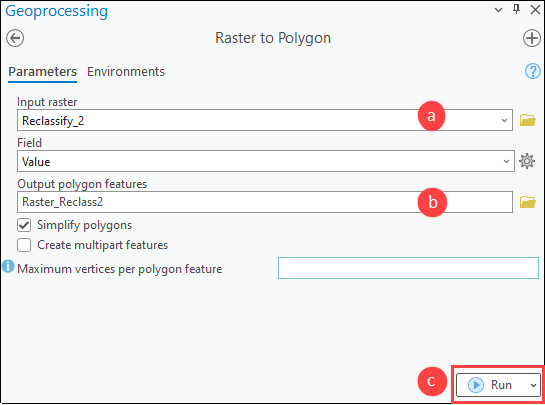 Geoprocessing
Raster to Polygon
Parameters Environments
Input raster
Reclassify_2 a
Field
Value
Output polygon features
Raster_Reclass2 b
Simplify polygons
Create multipart features
Maximum vertices per polygon feature
c Run